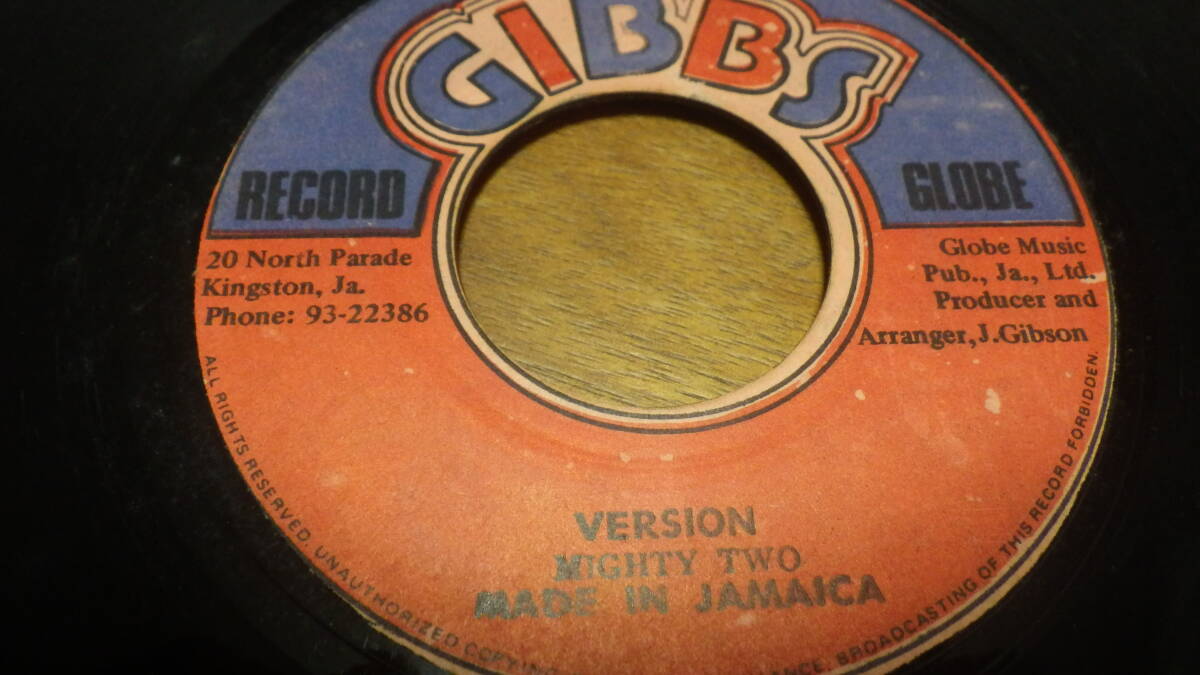 GIBBS
RECORD
GLOBE
20 North Parade
Kingston, Ja.
Phone: 93-22386
Globe Music
Pub., Ja., Ltd.
Producer and
Arranger, J.Gibson
VERSION
MIGHTY TWO
MADE IN JAMAICA
ALL RIGHTS RESERVED. UNAUTHORIZED COPYING BROADCASTING OF THIS RECORD FORBIDDEN.